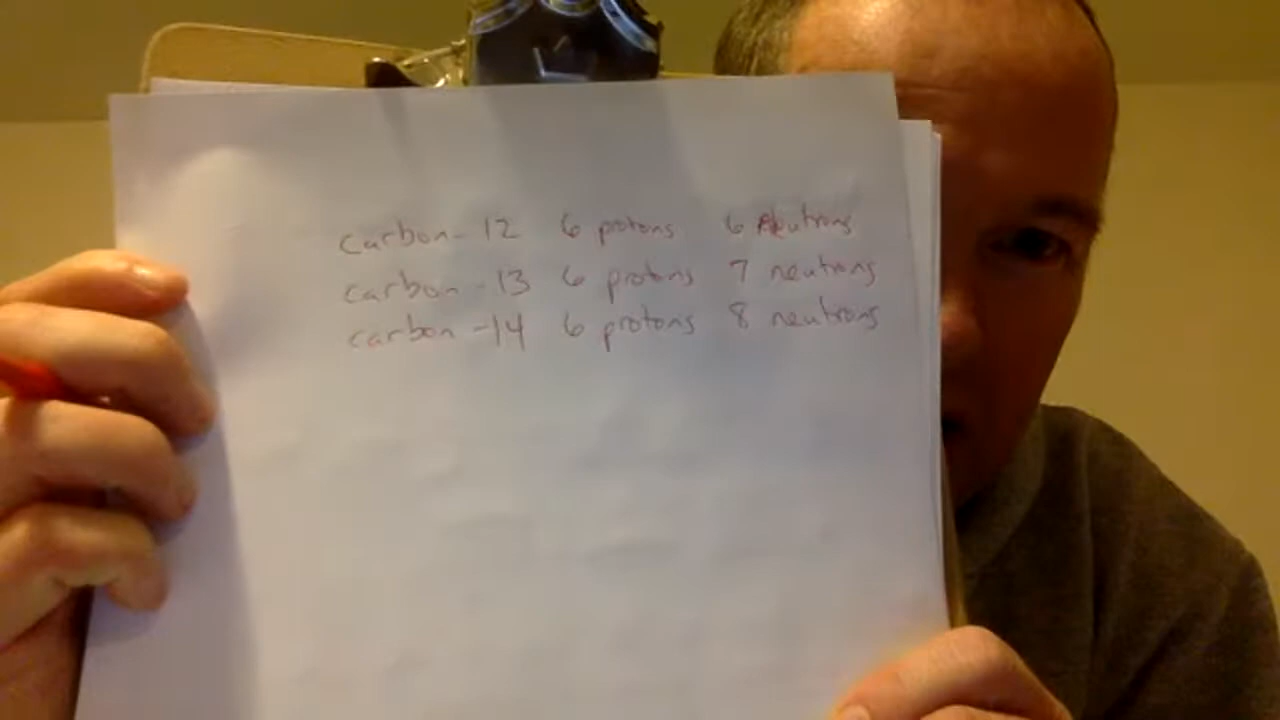 carbon-12 6 protons 6 neutrons
carbon-13 6 protons 7 neutrons
carbon-14 6 protons 8 neutrons